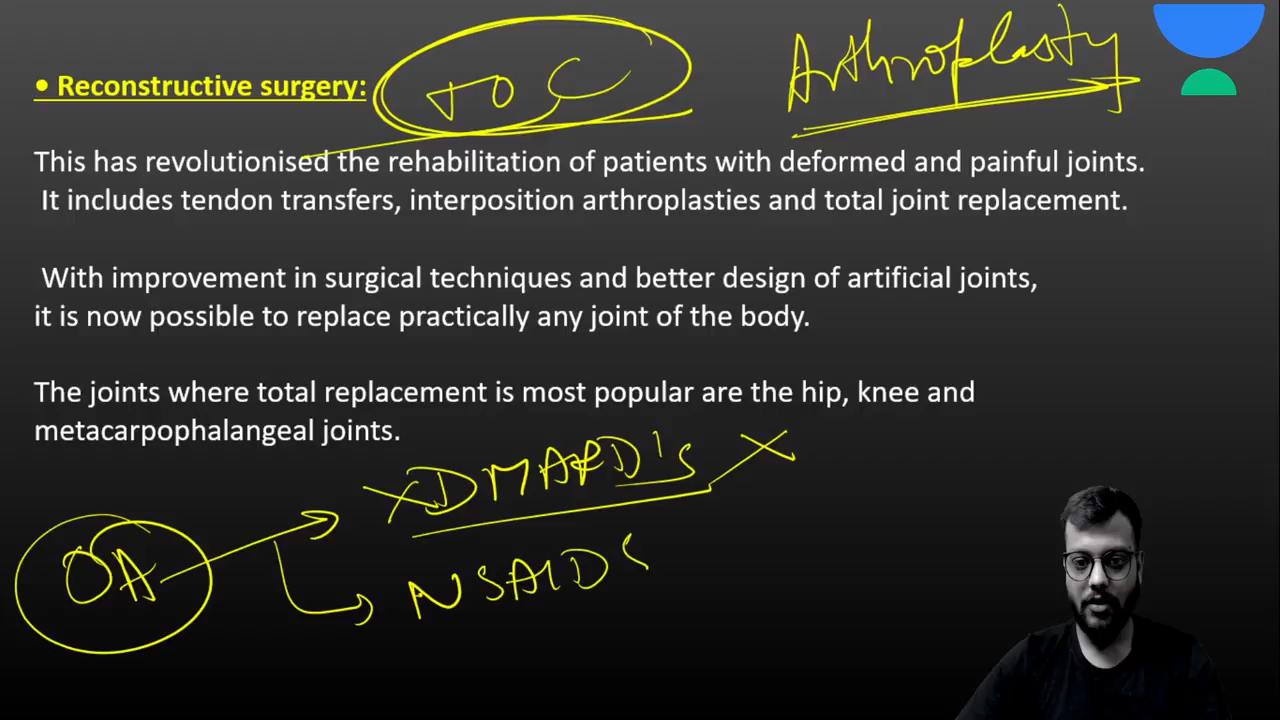 • Reconstructive surgery:
TOC
Arthroplasty
This has revolutionised the rehabilitation of patients with deformed and painful joints.
It includes tendon transfers, interposition arthroplasties and total joint replacement.
With improvement in surgical techniques and better design of artificial joints,
it is now possible to replace practically any joint of the body.
The joints where total replacement is most popular are the hip, knee and
metacarpophalangeal joints.
X DMARD's X
OA
NSAIDS